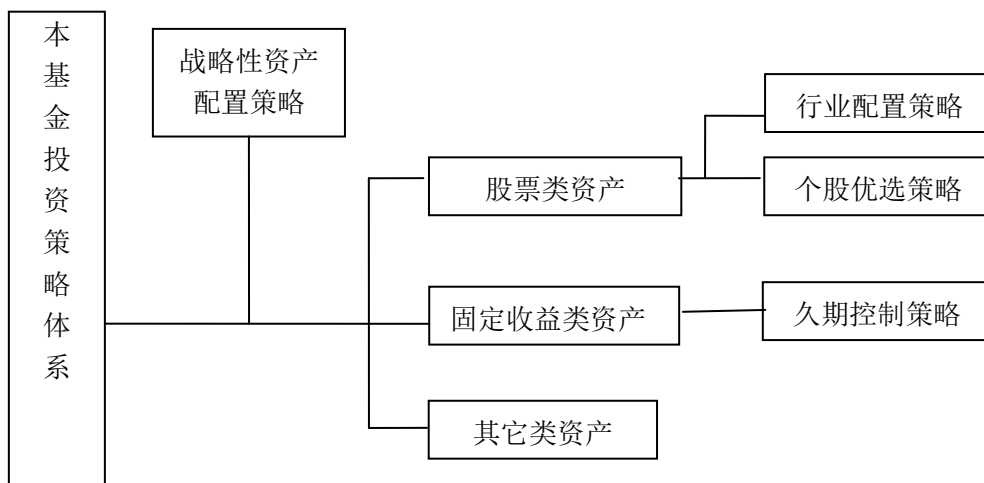 本基金投资策略体系
战略性资产
配置策略
行业配置策略
股票类资产
个股优选策略
固定收益类资产
久期控制策略
其它类资产